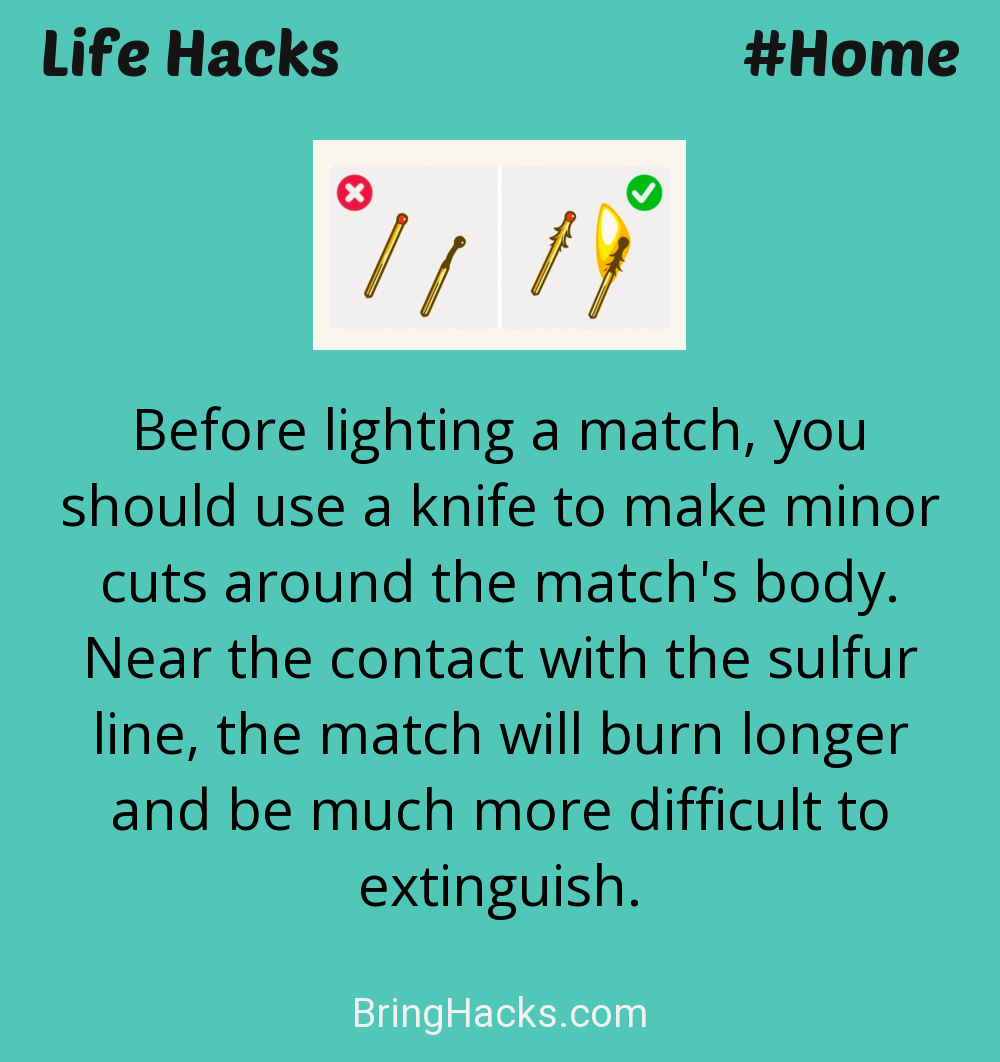 Life Hacks
#Home
Before lighting a match, you
should use a knife to make minor
cuts around the match's body.
Near the contact with the sulfur
line, the match will burn longer
and be much more difficult to
extinguish.
BringHacks.com